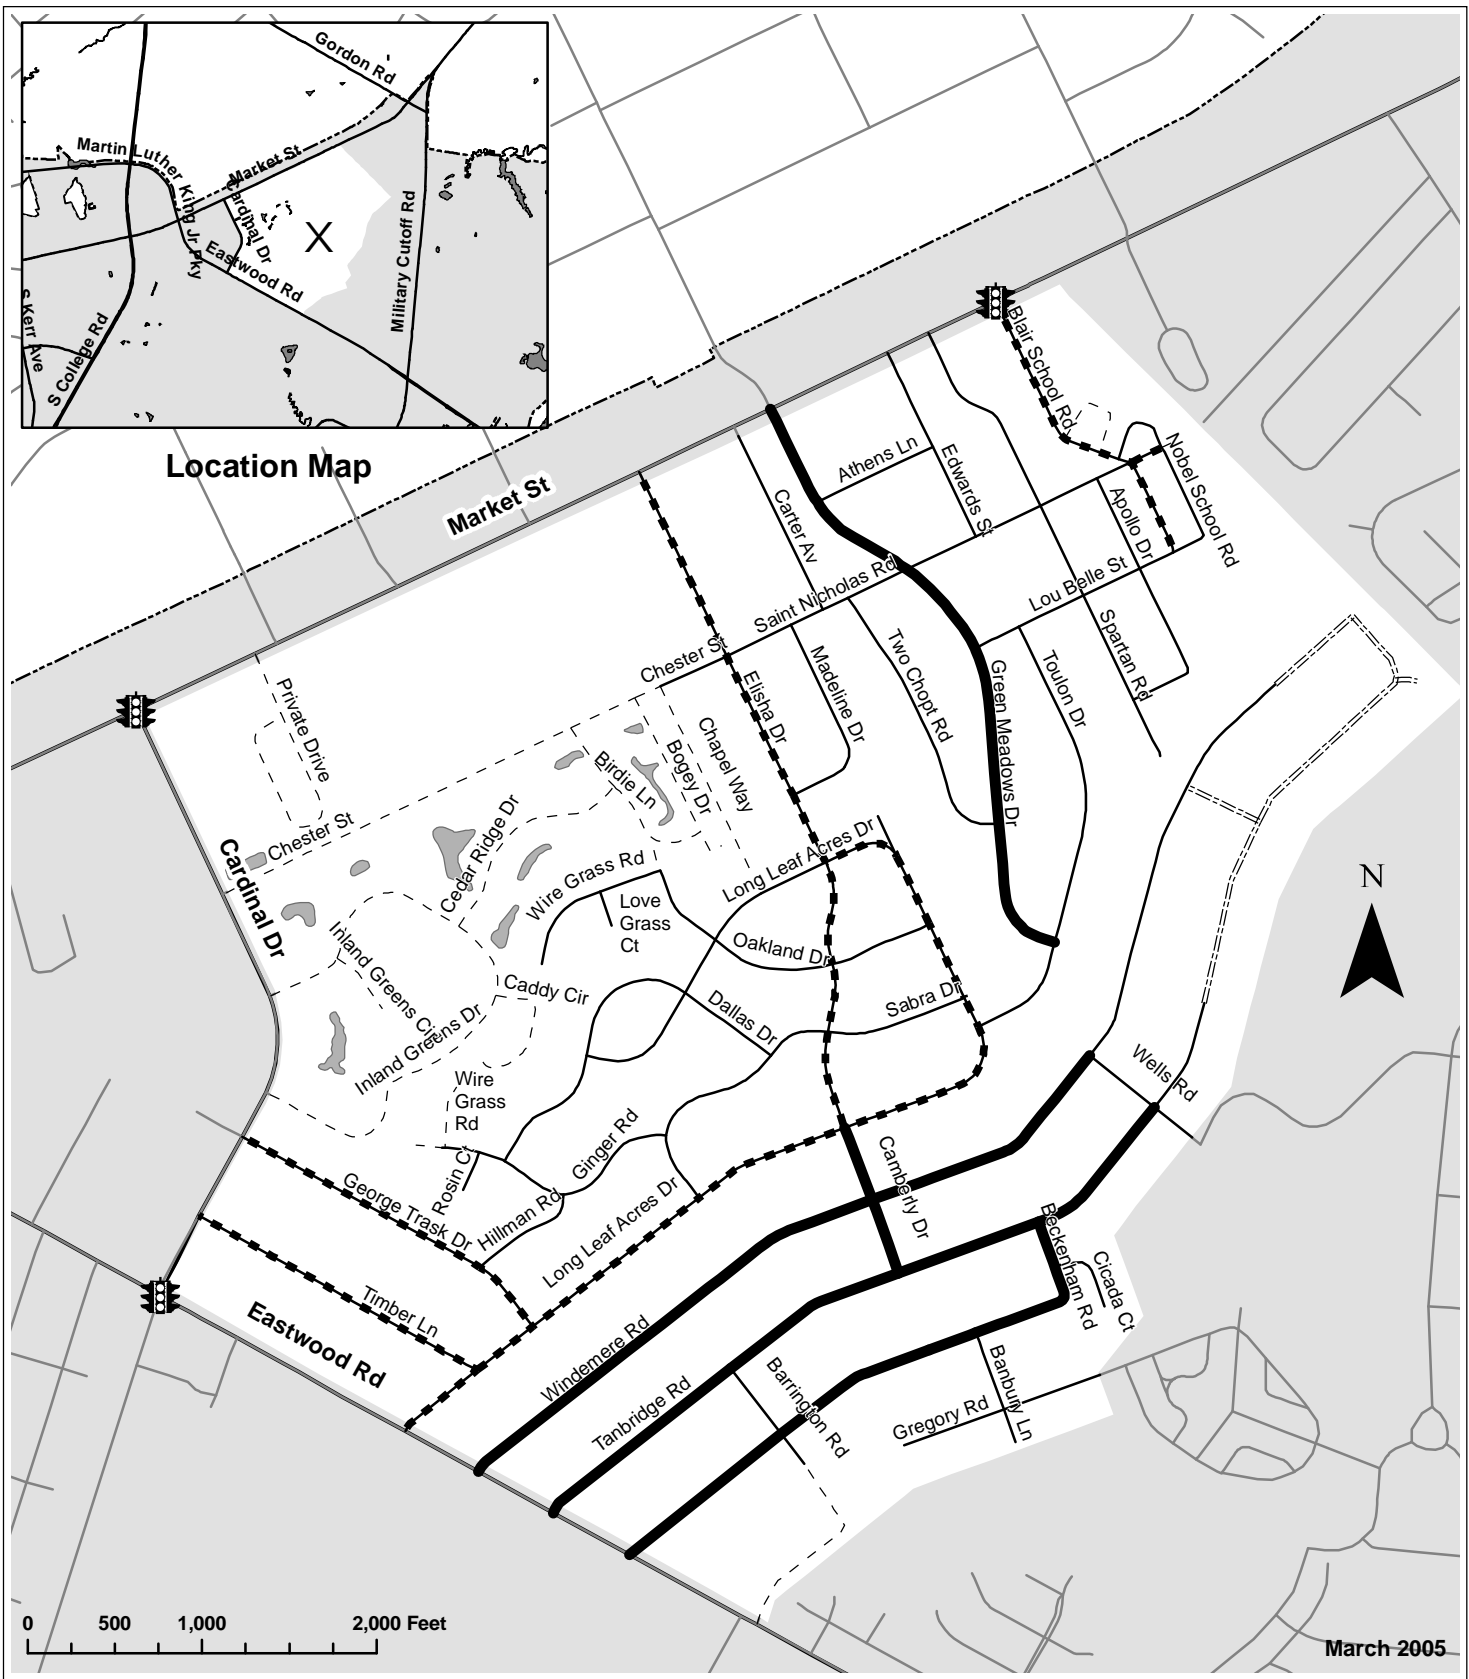 Gordon Rd
Martin Luther King Jr Pky
Market St
Cardinal Dr
X
Eastwood Rd
Military Cutoff Rd
S Kerr Ave
S College Rd
Location Map
Market St
Blair School Rd
Nobel School Rd
Athens Ln
Edwards St
Carter Av
Apollo Dr
Saint Nicholas Rd
Lou Belle St
Chester St
Elisha Dr
Madeline Dr
Two Chopt Rd
Green Meadows Dr
Toulon Dr
Spartan Rd
Private Drive
Chapel Way
Bogey Dr
Birdie Ln
Chester St
Cedar Ridge Dr
Cardinal Dr
Wire Grass Rd
Long Leaf Acres Dr
Love
Grass
Ct
Oakland Dr
N
Inland Greens Cir
Caddy Cir
Dallas Dr
Sabra Dr
Inland Greens Dr
Wire
Grass
Rd
Wells Rd
Ginger Rd
Rosin Ct
George Trask Dr
Hillman Rd
Long Leaf Acres Dr
Camberly Dr
Beckenham Rd
Cicada Ct
Timber Ln
Eastwood Rd
Windemere Rd
Tanbridge Rd
Barrington Rd
Banbury Ln
Gregory Rd
0 500 1,000 2,000 Feet
March 2005